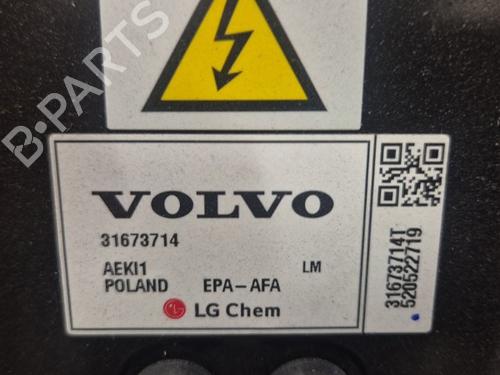 VOLVO
31673714
AEKI1 LM
POLAND EPA-AFA
LG Chem
31673714T
520522719
B-PARTS